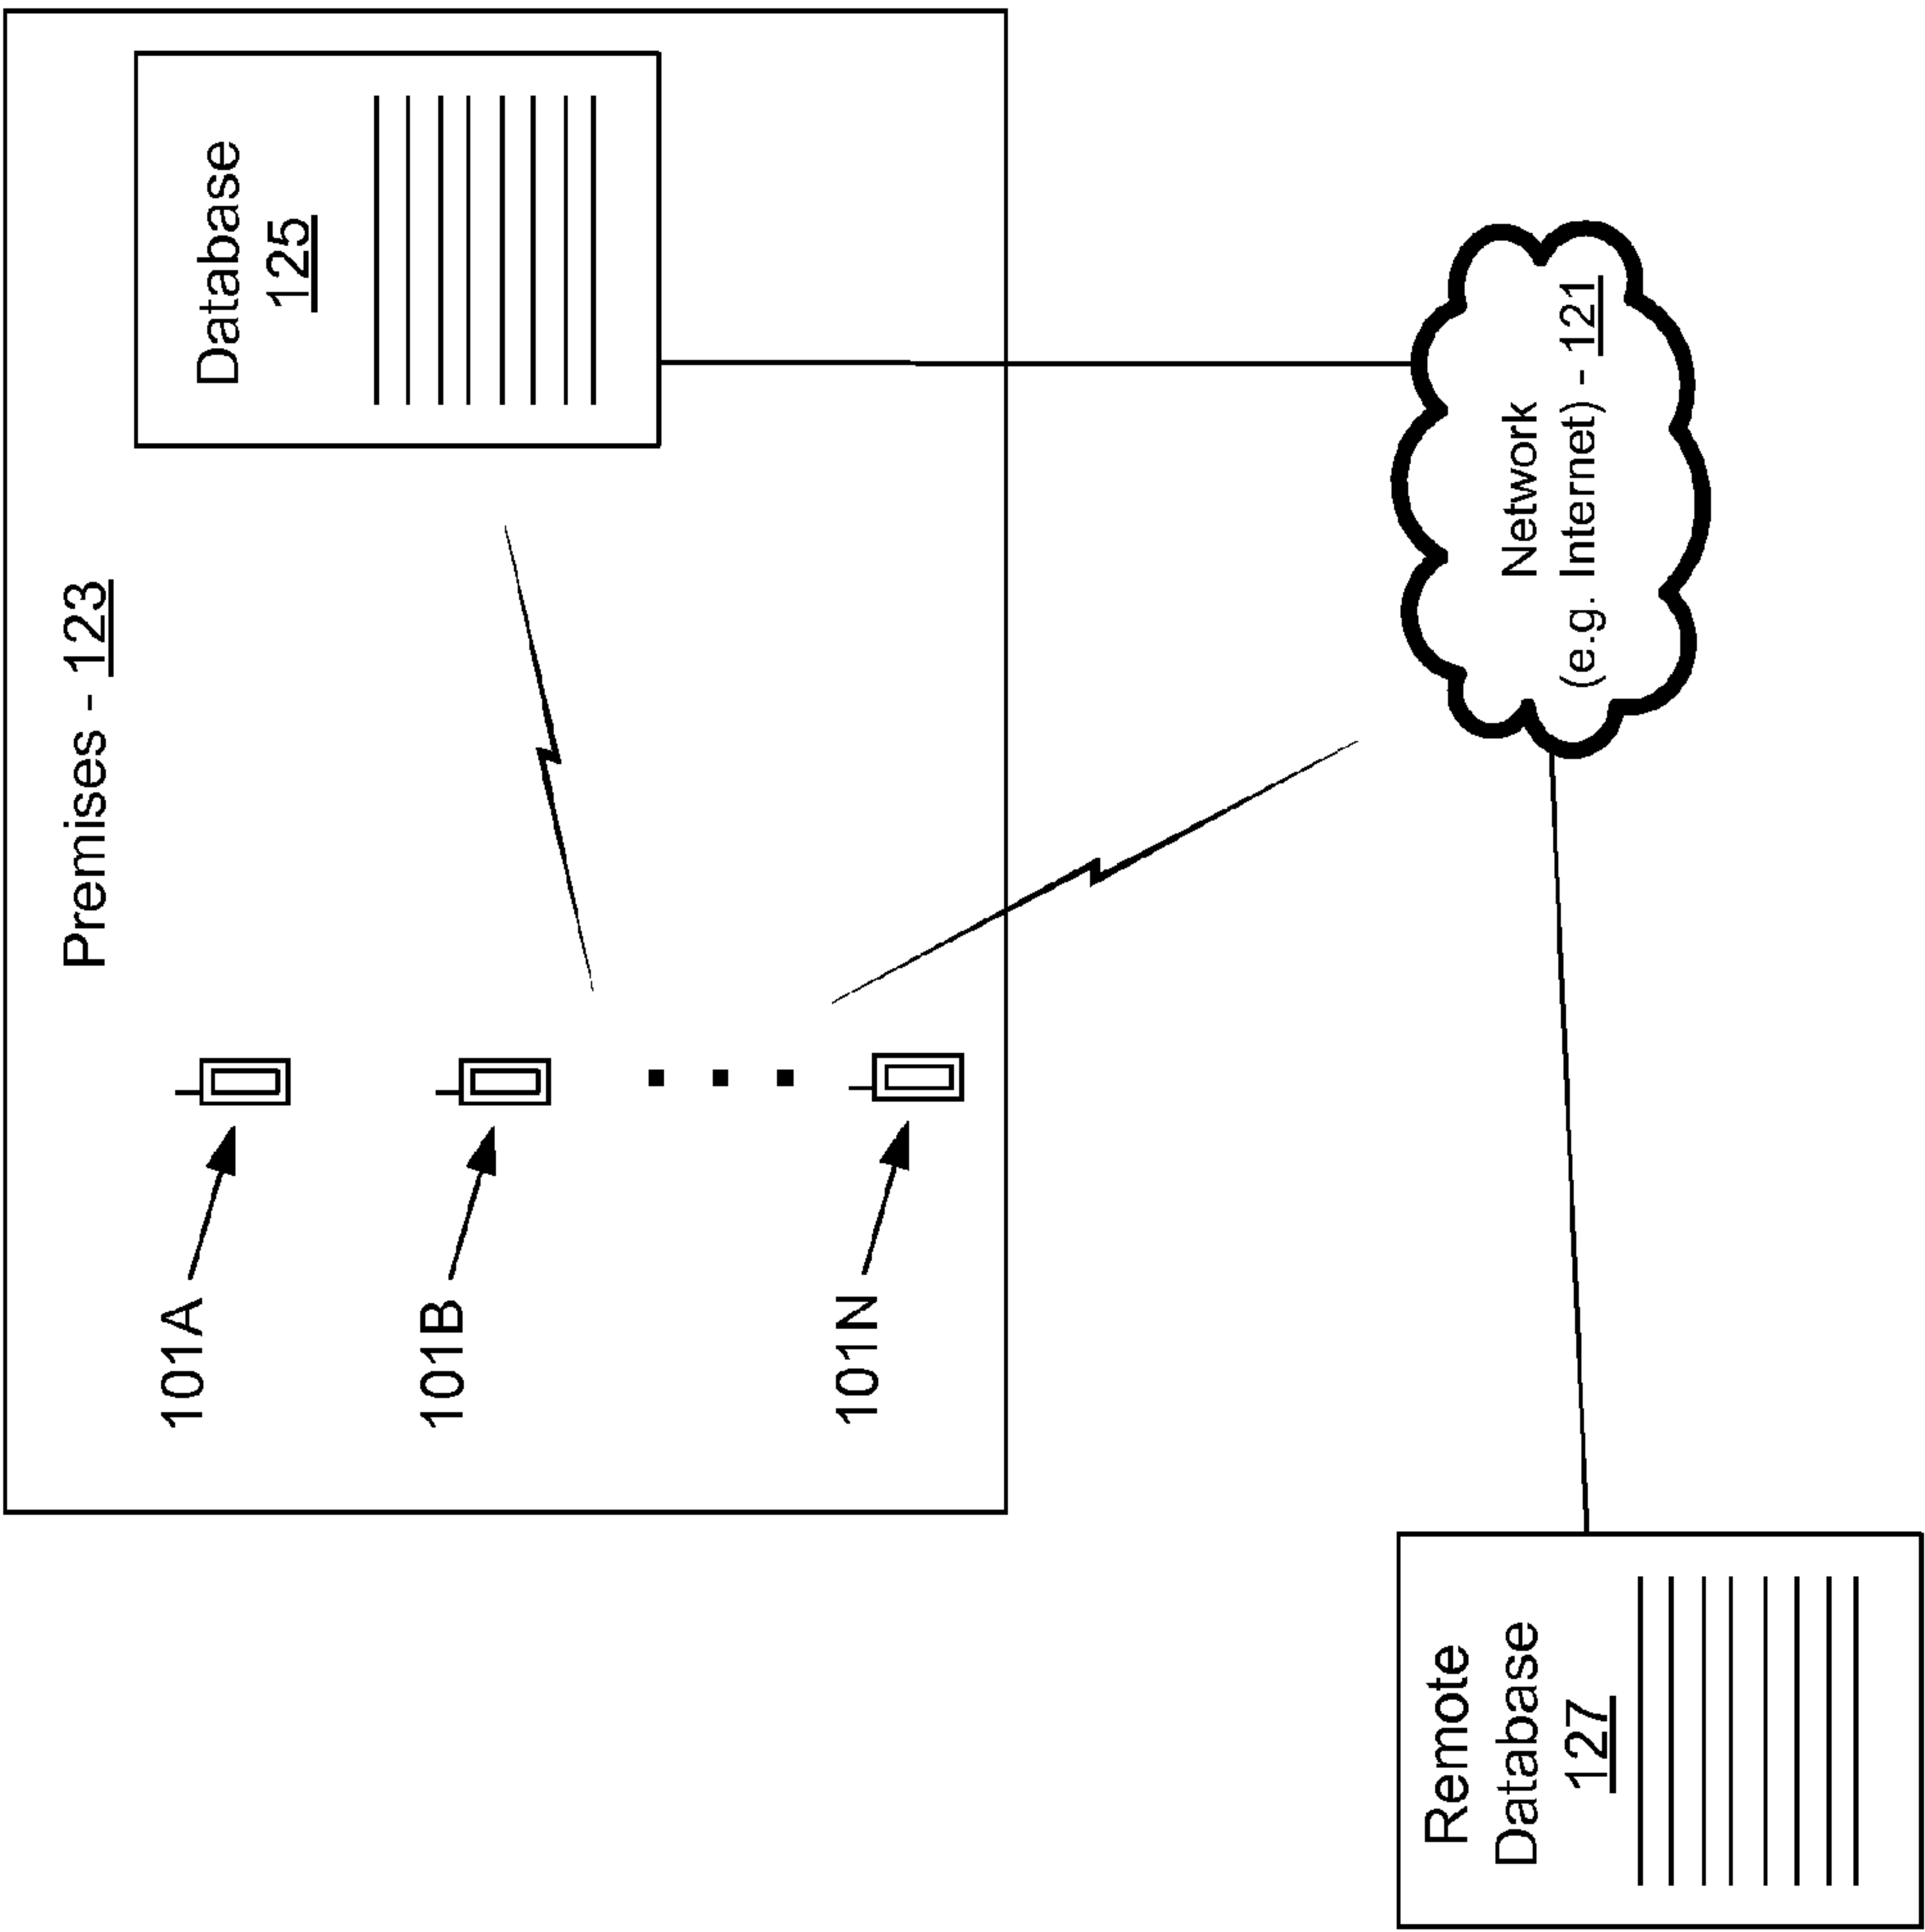 Premises - 123
101A
Database
125
101B
101N
Network
(e.g. Internet) - 121
Remote
Database
127